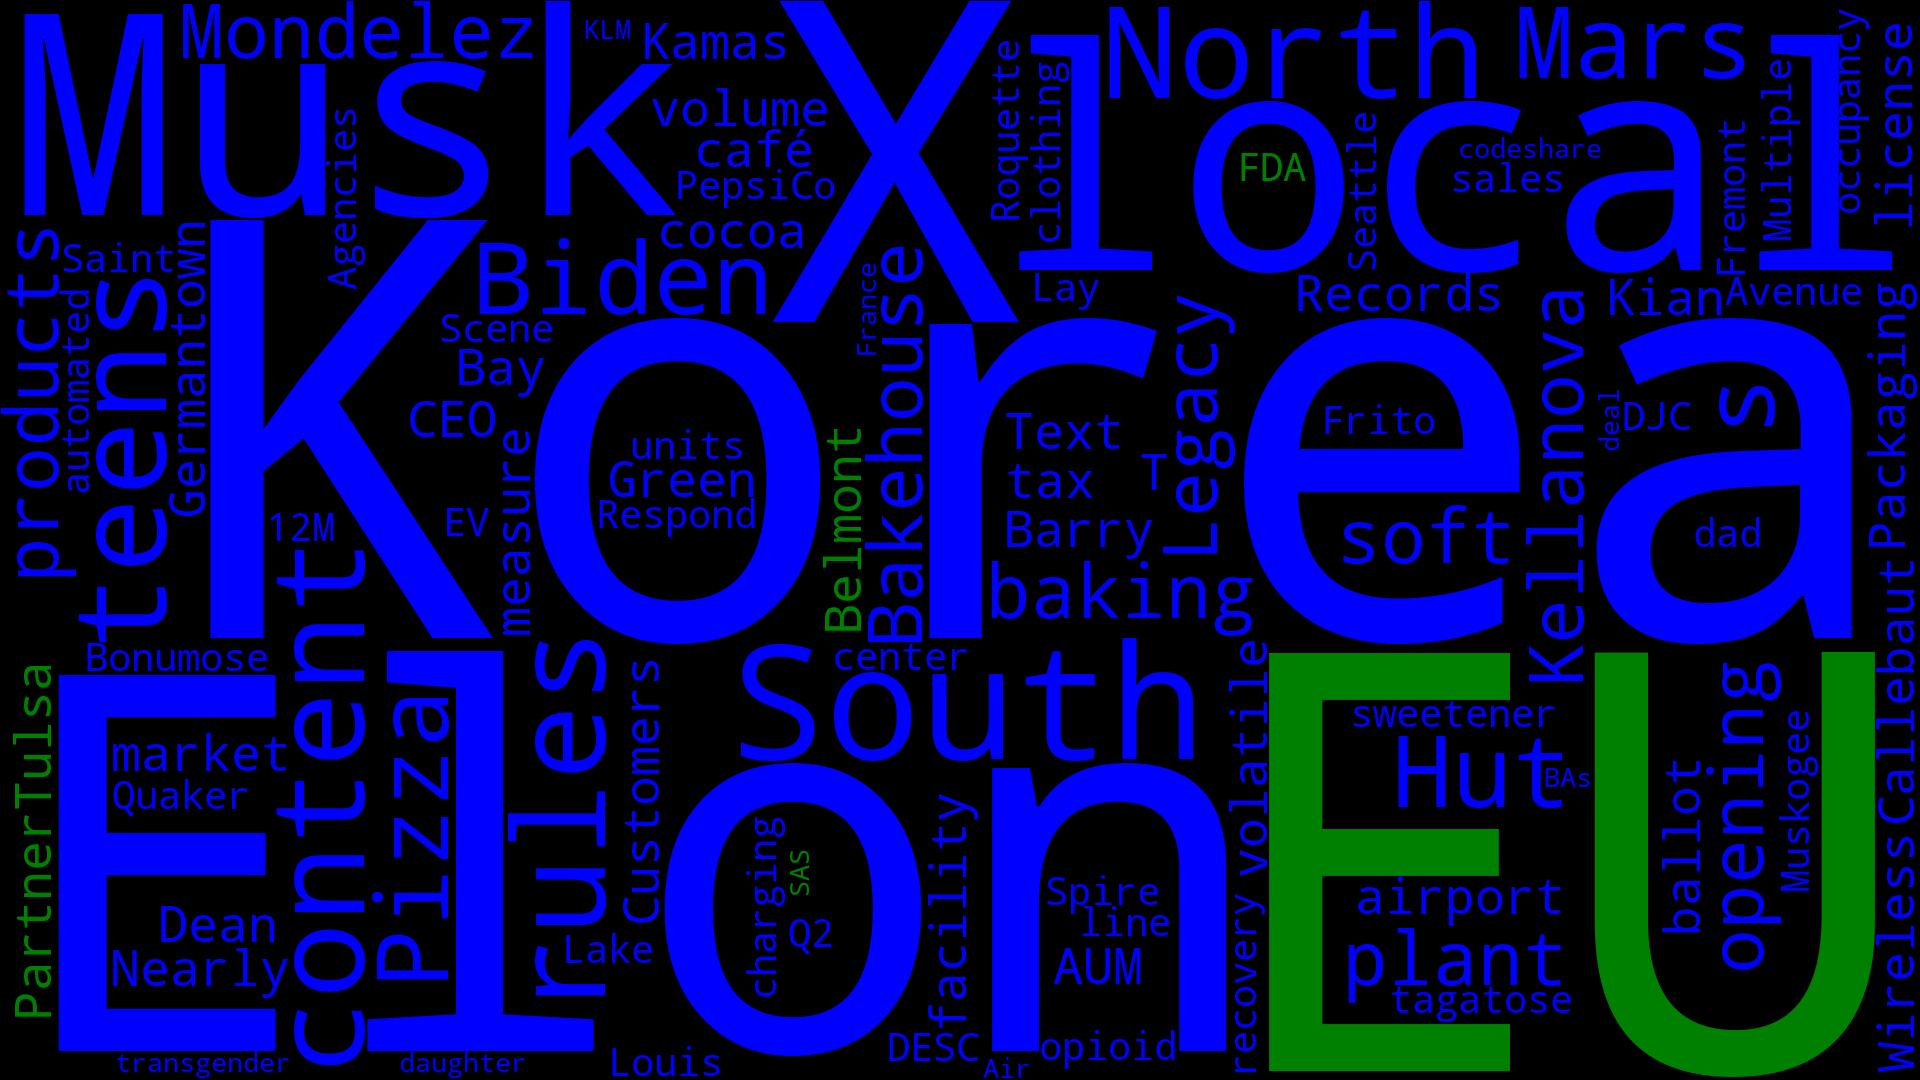 Musk
Mondelez
KLM
Kamas
X
local
North
Mars
volume
café
PepsiCo
cocoa
Agencies
Roquette
clothing
FDA
Seattle
codeshare
sales
Fremont
Multiple
occupancy
license
products
Saint
teens
automated
Germantown
Korea
Biden
Scene
Bay
CEO
France
Bakehouse
Lay
Legacy
Records
Kian
Avenue
Packaging
Kellanova
deal
DJC
s
Frito
Text
tax
T
Barry
baking
soft
dad
units
Green
Respond
measure
EV
12M
Belmont
content
Bonumose
Elon
Pizza
rules
Customers
South
center
volatile
EU
sweetener
Hut
BAs
ballot
opening
Muskogee
Callebaut
Wireless
Tulsa
Partner
market
Quaker
Dean
Nearly
Lake
charging
SAS
Q2
facility
Spire
line
AUM
recovery
airport
plant
tagatose
transgender
daughter
Louis
DESC
Air
opioid